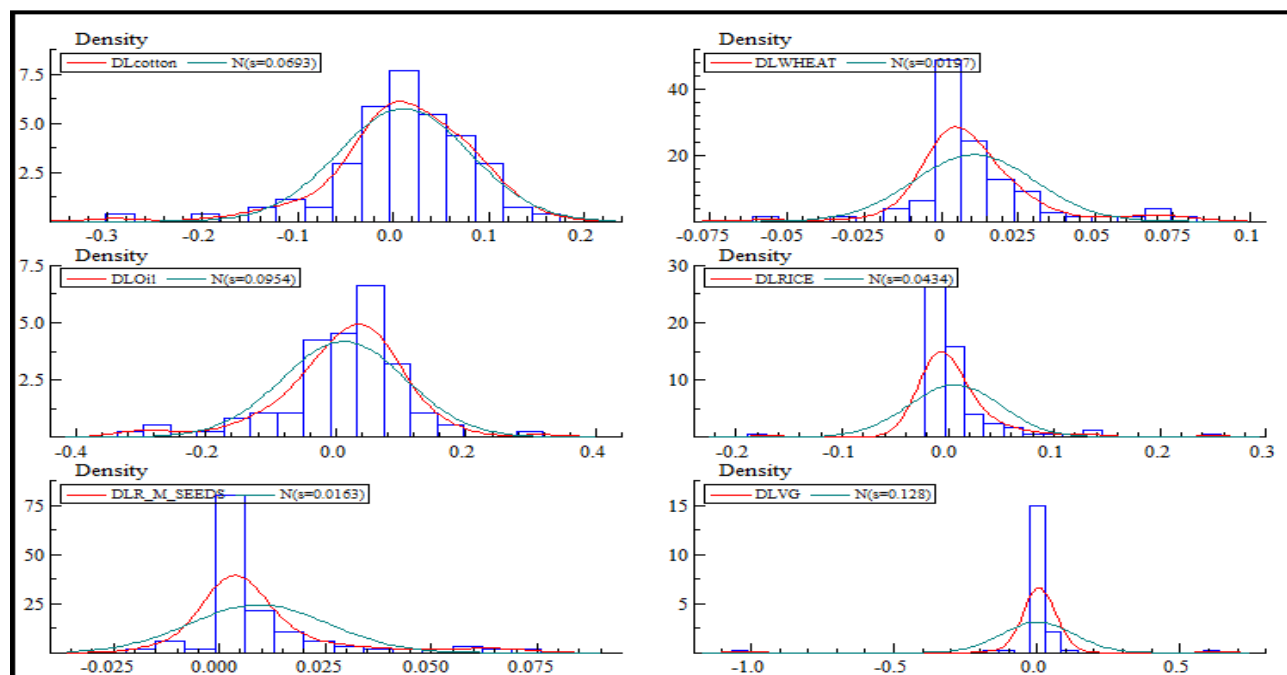 Density
DLcotton N(s=0.0693)
7.5
5.0
2.5
-0.3 -0.2 -0.1 0.0 0.1 0.2
Density
DLWHEAT N(s=0.0197)
40
20
-0.075 -0.025 0 0.025 0.075 0.1
Density
7.5
DLOil N(s=0.0954)
5.0
2.5
-0.4 -0.2 0.0 0.2 0.4
Density
30
DLRICE N(s=0.0434)
20
10
-0.2 -0.1 0.0 0.1 0.2 0.3
Density
DLR_M_SEEDS N(s=0.0163)
75
50
25
-0.025 0.000 0.025 0.050 0.075
Density
DLVG N(s=0.128)
15
10
5
-1.0 -0.5 0.0 0.5